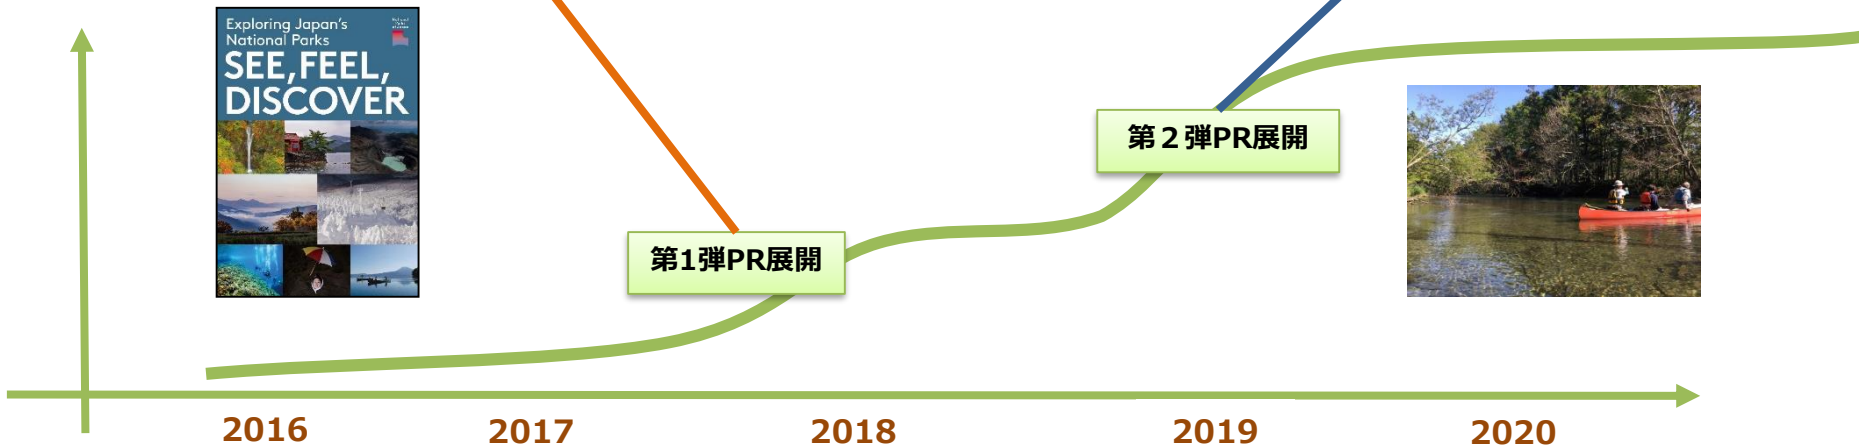 Exploring Japan's
National Parks
SEE, FEEL,
DISCOVER
第1弾PR展開
第２弾PR展開
2016
2017
2018
2019
2020